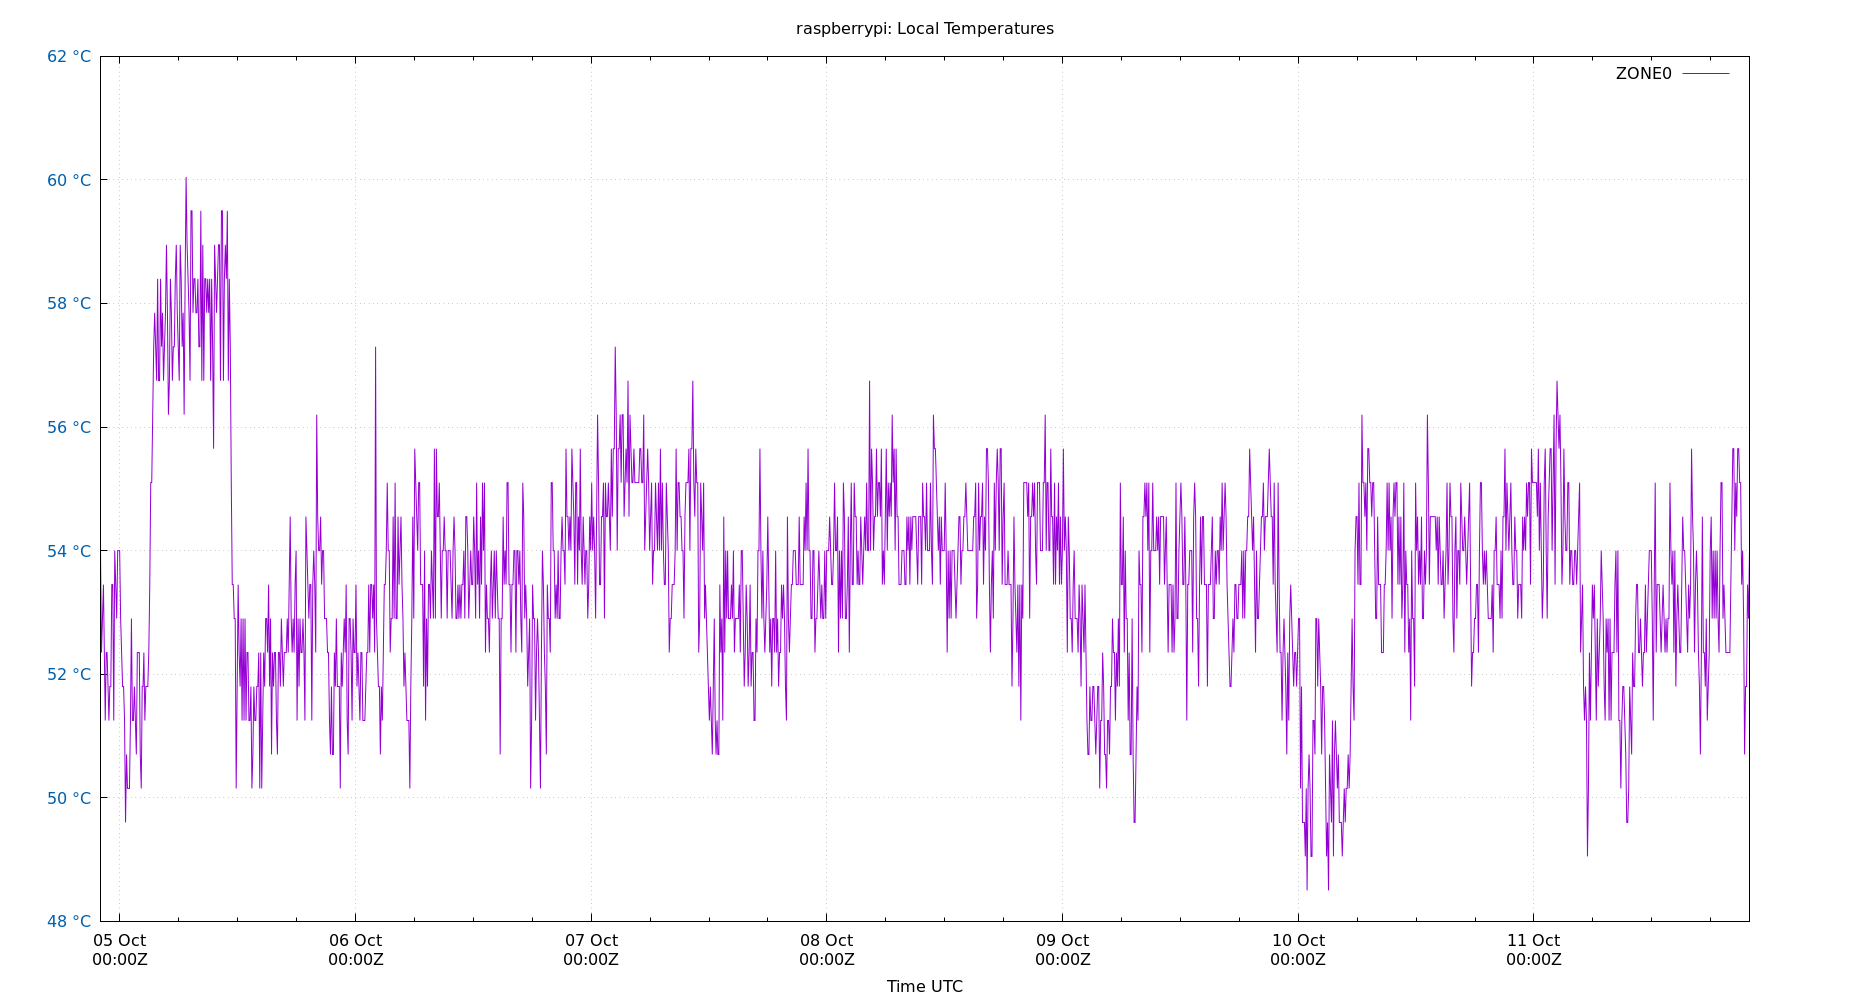 raspberrypi: Local Temperatures
62 °C
ZONE0
60 °C
58 °C
56 °C
54 °C
52 °C
50 °C
48 °C
05 Oct 06 Oct 07 Oct 08 Oct 09 Oct 10 Oct 11 Oct
00:00Z 00:00Z 00:00Z 00:00Z 00:00Z 00:00Z 00:00Z
Time UTC